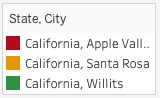 State, City
California, Apple Vall..
California, Santa Rosa
California, Willits